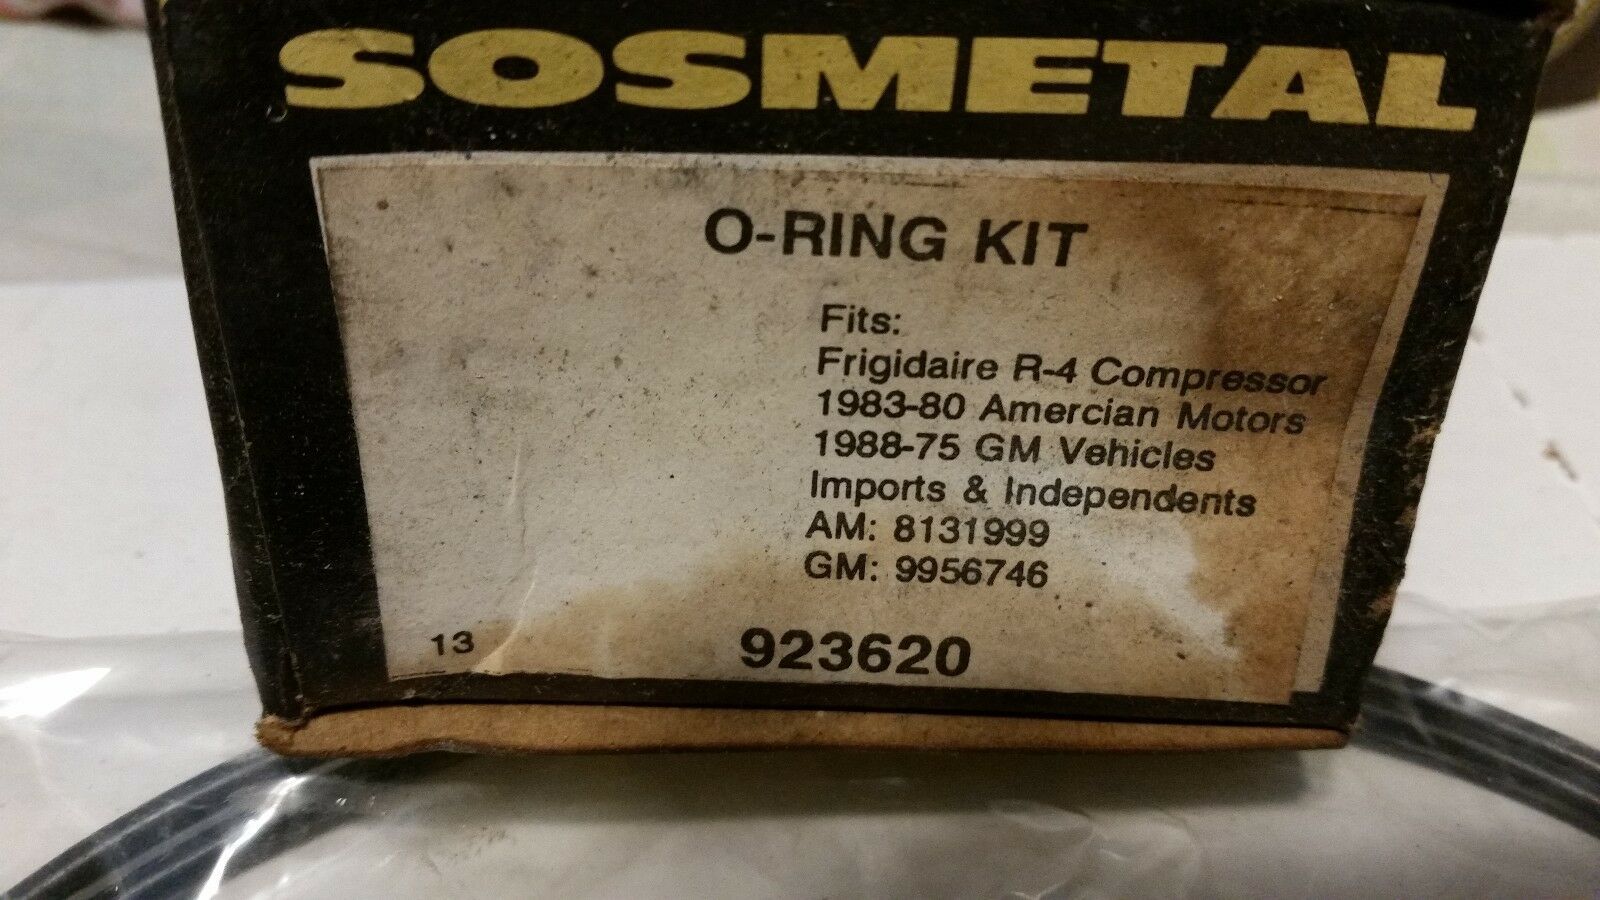 SOSMETAL
O-RING KIT
Fits:
Frigidaire R-4 Compressor
1983-80 Amercian Motors
1988-75 GM Vehicles
Imports & Independents
AM: 8131999
GM: 9956746
13
923620